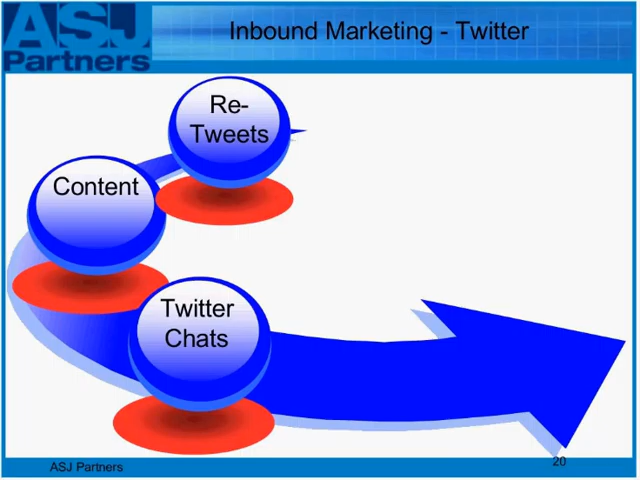 ASJ
Partners
Inbound Marketing - Twitter
Re-
Tweets
Content
Twitter
Chats
ASJ Partners
20